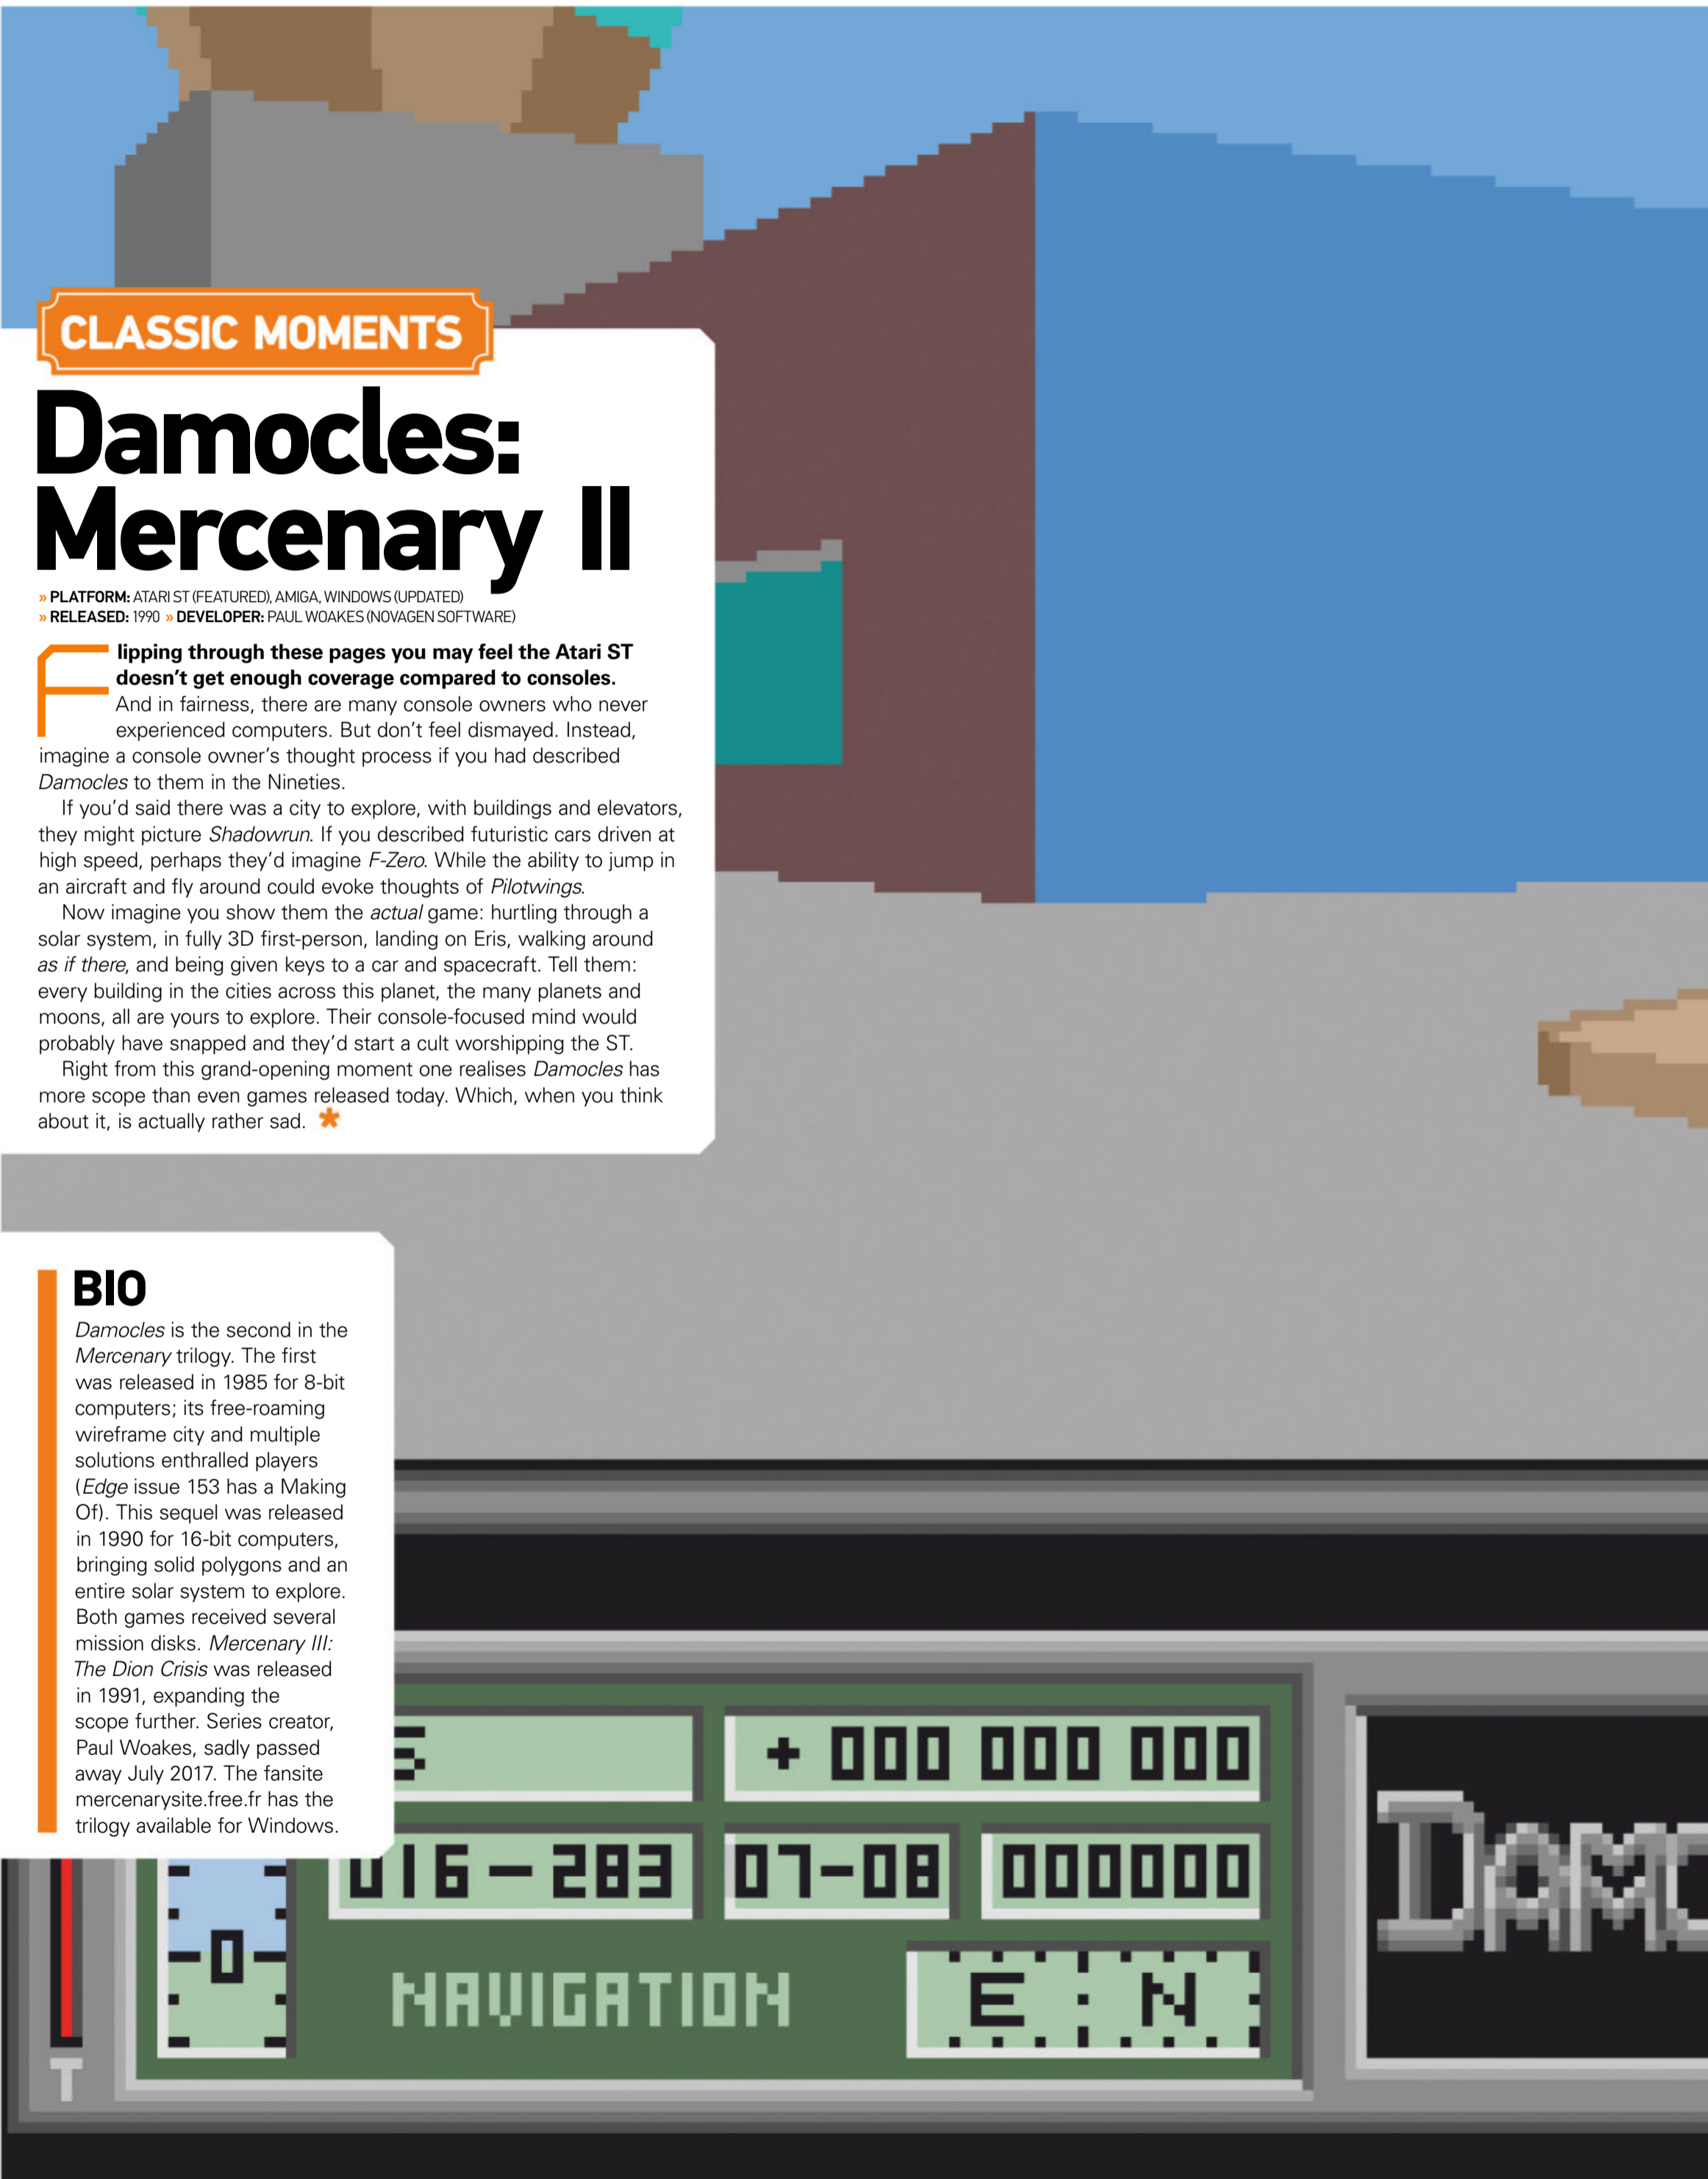 CLASSIC MOMENTS
Damocles:
Mercenary II
» PLATFORM: ATARI ST (FEATURED), AMIGA, WINDOWS (UPDATED)
» RELEASED: 1990 » DEVELOPER: PAUL WOAKES (NOVAGEN SOFTWARE)
Flipping through these pages you may feel the Atari ST
doesn't get enough coverage compared to consoles.
And in fairness, there are many console owners who never
experienced computers. But don't feel dismayed. Instead,
imagine a console owner's thought process if you had described
Damocles to them in the Nineties.
If you'd said there was a city to explore, with buildings and elevators,
they might picture Shadowrun. If you described futuristic cars driven at
high speed, perhaps they'd imagine F-Zero. While the ability to jump in
an aircraft and fly around could evoke thoughts of Pilotwings.
Now imagine you show them the actual game: hurtling through a
solar system, in fully 3D first-person, landing on Eris, walking around
as if there, and being given keys to a car and spacecraft. Tell them:
every building in the cities across this planet, the many planets and
moons, all are yours to explore. Their console-focused mind would
probably have snapped and they'd start a cult worshipping the ST.
Right from this grand-opening moment one realises Damocles has
more scope than even games released today. Which, when you think
about it, is actually rather sad. *
BIO
Damocles is the second in the
Mercenary trilogy. The first
was released in 1985 for 8-bit
computers; its free-roaming
wireframe city and multiple
solutions enthralled players
(Edge issue 153 has a Making
Of). This sequel was released
in 1990 for 16-bit computers,
bringing solid polygons and an
entire solar system to explore.
Both games received several
mission disks. Mercenary III:
The Dion Crisis was released
in 1991, expanding the
scope further. Series creator,
Paul Woakes, sadly passed
away July 2017. The fansite
mercenarysite.free.fr has the
trilogy available for Windows.
S + 000 000 000
016-283 07-08 000000
0
NAVIGATION E : N
T
DAMO